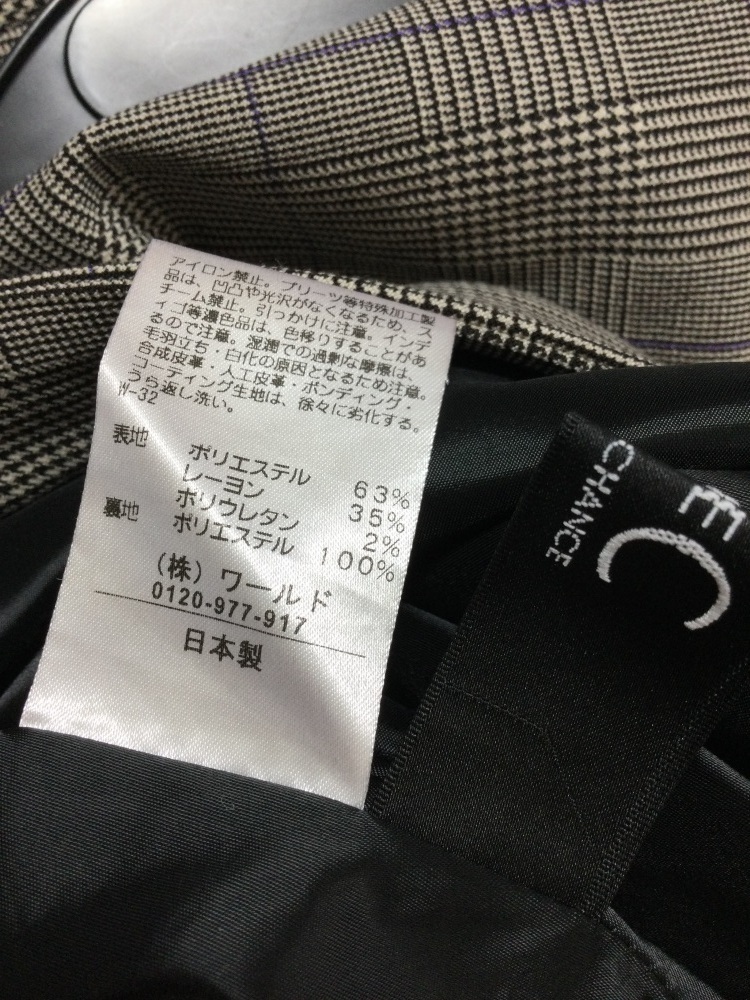 アイロン禁止。プリーツ等特殊加工製
品は、凹凸や光沢がなくなるため、ス
チーム禁止。引っかけに注意。インデ
ィゴ等濃色品は、色移りすることがあ
るので注意。湿潤での過剰な摩擦は、
毛羽立ち・白化の原因となるため注意。
合成皮革・人工皮革・ボンディング・
コーティング生地は、徐々に劣化する。
うら返し洗い。
W-32
表地 ポリエステル 63%
レーヨン 35%
ポリウレタン 2%
裏地 ポリエステル 100%
(株)ワールド
0120-977-917
日本製
CHANCE